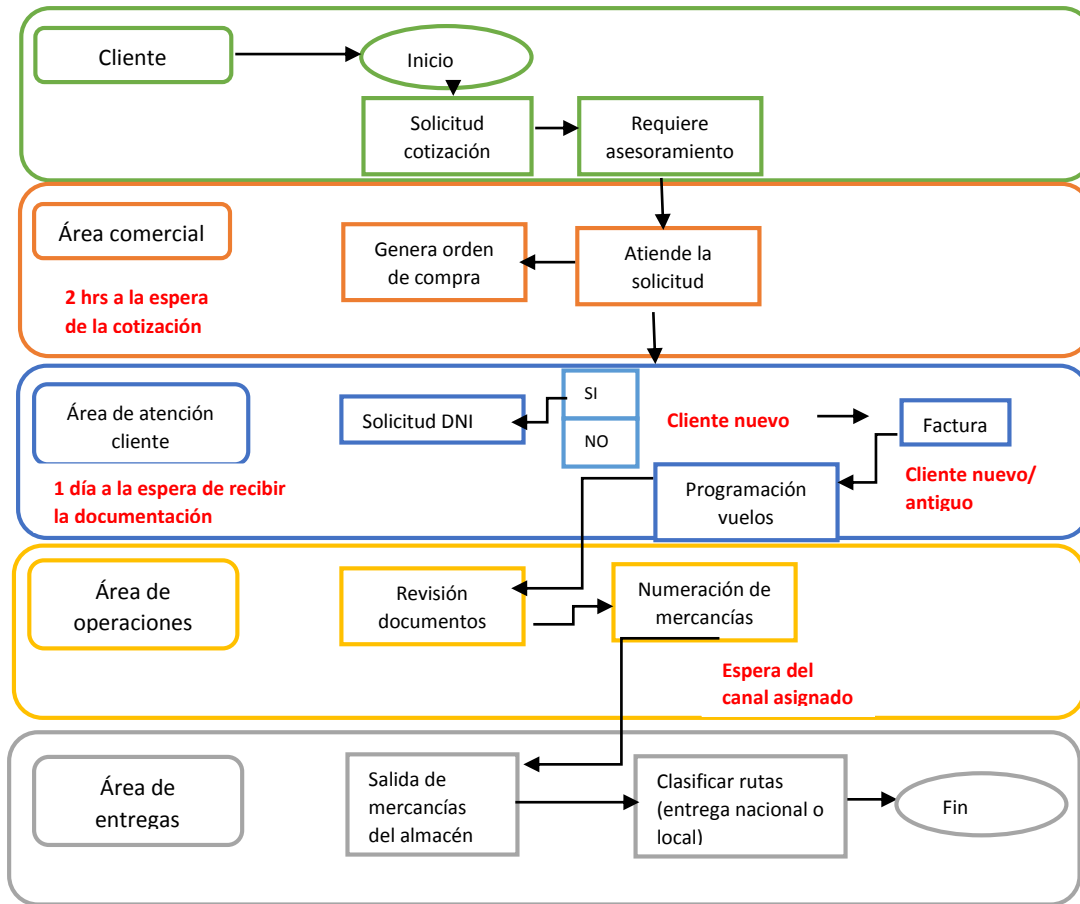 Cliente
Inicio
Solicitud
cotización
Requiere
asesoramiento
Área comercial
Genera orden
de compra
Atiende la
solicitud
2 hrs a la espera
de la cotización
Área de atención
cliente
Solicitud DNI
SI
NO
Cliente nuevo
Factura
1 día a la espera de recibir
la documentación
Programación
vuelos
Cliente nuevo/
antiguo
Área de
operaciones
Revisión
documentos
Numeración de
mercancías
Espera del
canal asignado
Área de
entregas
Salida de
mercancías
del almacén
Clasificar rutas
(entrega nacional o
local)
Fin